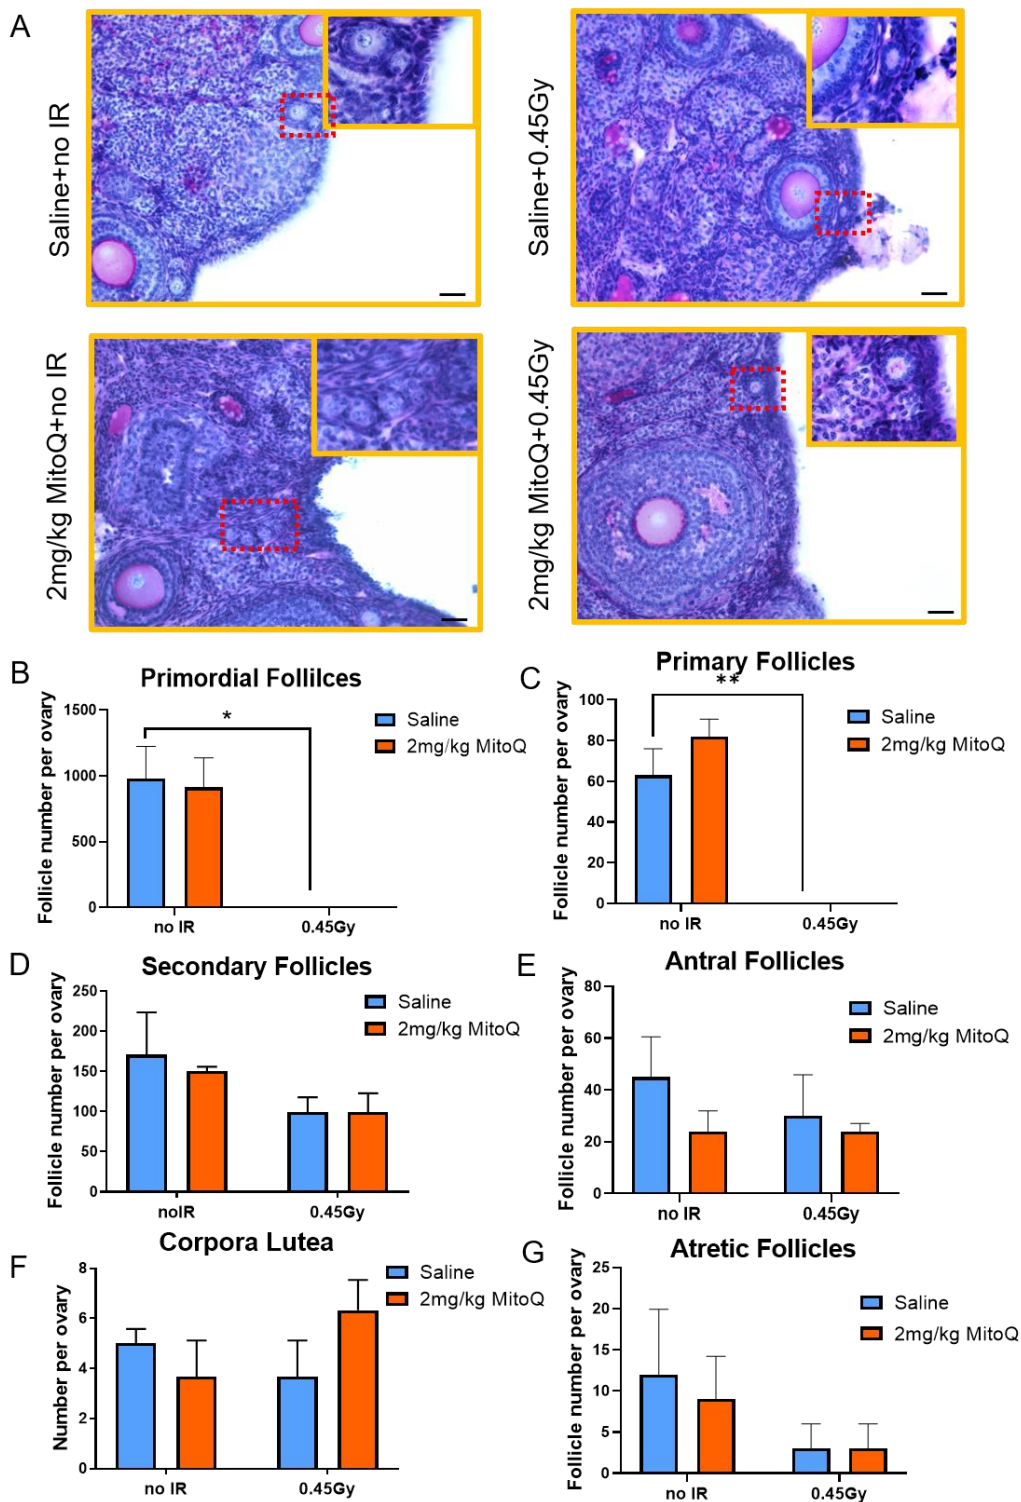 A
Saline+no IR
Saline+0.45Gy
2mg/kg MitoQ+no IR
2mg/kg MitoQ+0.45Gy
B
Primordial Follilces
Follicle number per ovary
1500
1000
500
0
*
no IR
0.45Gy
Saline
2mg/kg MitoQ
C
Primary Follicles
Follicle number per ovary
100
80
60
40
20
0
**
no IR
0.45Gy
Saline
2mg/kg MitoQ
D
Secondary Follicles
Follicle number per ovary
250
200
150
100
50
0
noIR
0.45Gy
Saline
2mg/kg MitoQ
E
Antral Follicles
Follicle number per ovary
80
60
40
20
0
no IR
0.45Gy
Saline
2mg/kg MitoQ
F
Corpora Lutea
Number per ovary
8
6
4
2
0
no IR
0.45Gy
Saline
2mg/kg MitoQ
G
Atretic Follicles
Follicle number per ovary
25
20
15
10
5
0
no IR
0.45Gy
Saline
2mg/kg MitoQ